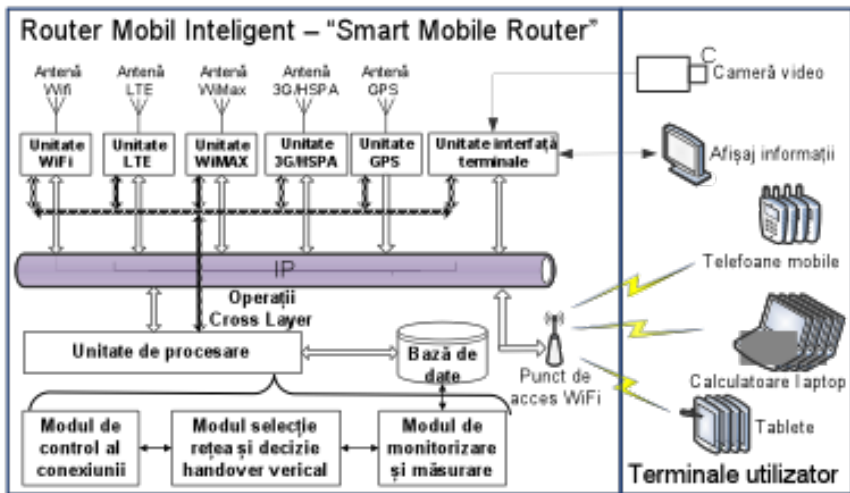 Router Mobil Inteligent – “Smart Mobile Router”
Antenă
Wifi
Antenă
LTE
Antenă
WiMax
Antenă
3G/HSPA
Antenă
GPS
Unitate
WiFi
Unitate
LTE
Unitate
WiMAX
Unitate
3G/HSPA
Unitate
GPS
Unitate interfață
terminale
IP
Operații
Cross Layer
Unitate de procesare
Bază de
date
Punct de
acces WiFi
Modul de
control al
conexiunii
Modul selecție
rețea și decizie
handover verical
Modul de
monitorizare
și măsurare
C
Cameră video
Afișaj informații
Telefoane mobile
Calculatoare laptop
Tablete
Terminale utilizator